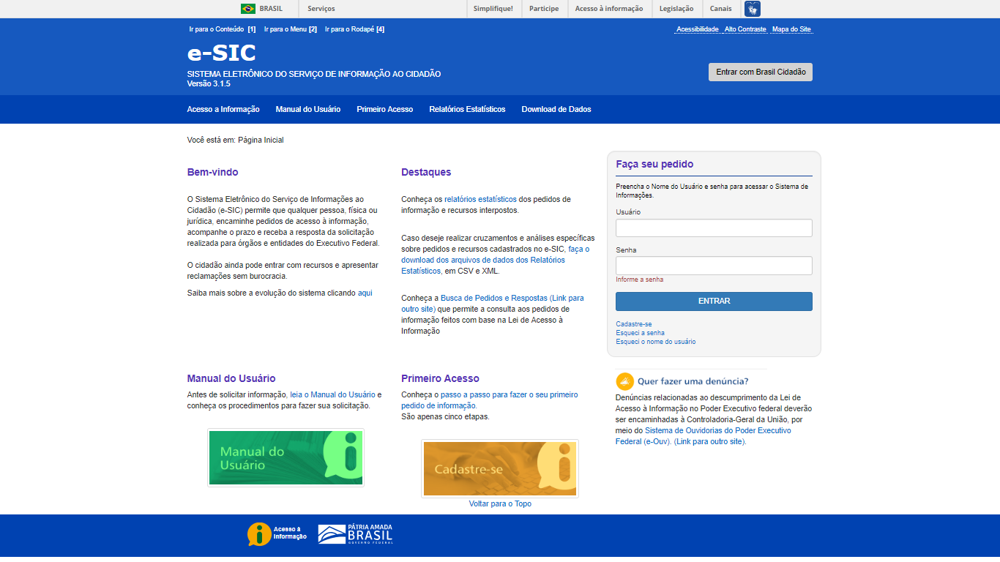 BRASIL
Serviços
Simplifique!
Participe
Acesso à informação
Legislação
Canais
Ir para o Conteúdo [1] Ir para o Menu [2] Ir para o Rodapé [4]
Acessibilidade Alto Contraste Mapa do Site
e-SIC
SISTEMA ELETRÔNICO DO SERVIÇO DE INFORMAÇÃO AO CIDADÃO
Versão 3.1.5
Entrar com Brasil Cidadão
Acesso a Informação Manual do Usuário Primeiro Acesso Relatórios Estatísticos Download de Dados
Você está em: Página Inicial
Bem-vindo
O Sistema Eletrônico do Serviço de Informações ao
Cidadão (e-SIC) permite que qualquer pessoa, física ou
jurídica, encaminhe pedidos de acesso à informação,
acompanhe o prazo e receba a resposta da solicitação
realizada para órgãos e entidades do Executivo Federal.
O cidadão ainda pode entrar com recursos e apresentar
reclamações sem burocracia.
Saiba mais sobre a evolução do sistema clicando aqui
Destaques
Conheça os relatórios estatísticos dos pedidos de
informação e recursos interpostos.
Caso deseje realizar cruzamentos e análises específicas
sobre pedidos e recursos cadastrados no e-SIC, faça o
download dos arquivos de dados dos Relatórios
Estatísticos, em CSV e XML.
Conheça a Busca de Pedidos e Respostas (Link para
outro site) que permite a consulta aos pedidos de
informação feitos com base na Lei de Acesso à
Informação
Faça seu pedido
Preencha o Nome do Usuário e senha para acessar o Sistema de
Informações.
Usuário
Senha
Informe a senha
ENTRAR
Cadastre-se
Esqueci a senha
Esqueci o nome do usuário
Manual do Usuário
Antes de solicitar informação, leia o Manual do Usuário e
conheça os procedimentos para fazer sua solicitação.
Manual do
Usuário
Primeiro Acesso
Conheça o passo a passo para fazer o seu primeiro
pedido de informação.
São apenas cinco etapas.
Cadastre-se
Quer fazer uma denúncia?
Denúncias relacionadas ao descumprimento da Lei de
Acesso à Informação no Poder Executivo federal deverão
ser encaminhadas à Controladoria-Geral da União, por
meio do Sistema de Ouvidorias do Poder Executivo
Federal (e-Ouv). (Link para outro site).
Voltar para o Topo
Acesso à
Informação
PÁTRIA AMADA
BRASIL
GOVERNO FEDERAL